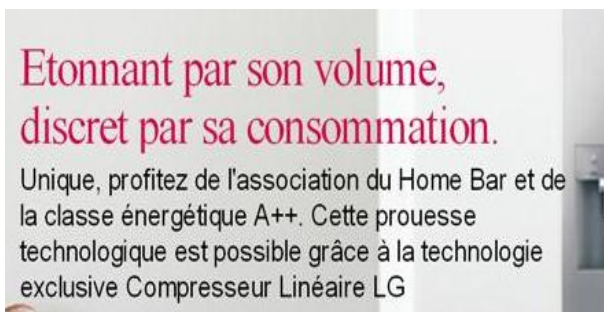 Etonnant par son volume,
discret par sa consommation.
Unique, profitez de l'association du Home Bar et de
la classe énergétique A++. Cette prouesse
technologique est possible grâce à la technologie
exclusive Compresseur Linéaire LG